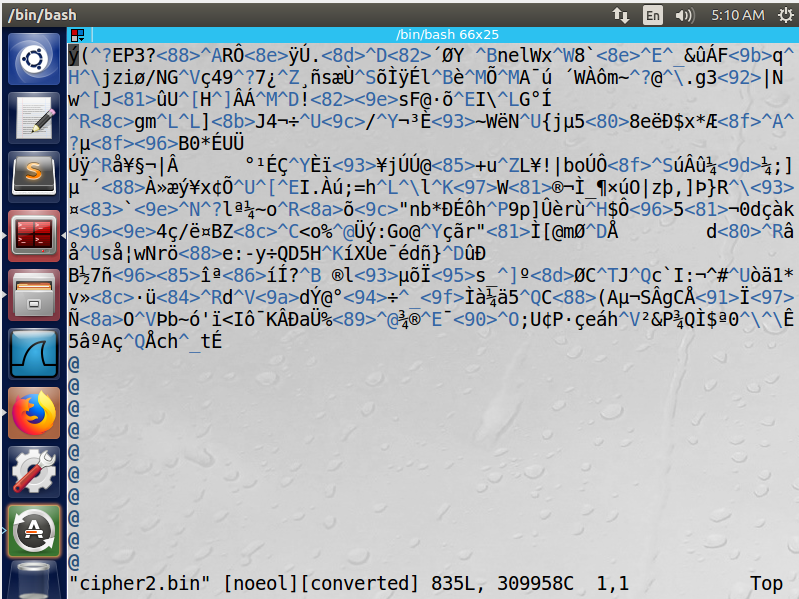 /bin/bash
En
5:10 AM
/bin/bash 66x25
ý(^?EP3?<88>^ARÔ<8e>ÿÚ.<8d>^D<82>´ØY ^BnelWx^W8`<8e>^E^_&ûÁF<9b>q^
H^\jziø/NG^Vç49^?7¿^Z¸ñsæÙ^SõÌÿÉl^Bè^MÕ^MA¯ú ´WÀôm~^?@^\.g3<92>|N
w^[J<81>ûU^[H^]ÂÁ^M^D!<82><9e>sF@·õ^EI\^LG°Í
^R<8c>gm^L^L]<8b>J4¬÷^U<9c>/^Y¬³È<93>~WëN^U{jµ5<80>8eëÐ$x*Æ<8f>^A^
?µ<8f><96>B0*ÉUÜ
Úÿ^Rå¥§¬|Â °¹ÉÇ^YÈï<93>¥jÚÚ@<85>+u^ZL¥!|boÚÔ<8f>^SúÂû¼<9d>¼;]
µ¯´<88>À»æý¥x¢Õ^U^[^EI.Àú;=h^L^\l^K<97>W<81>®¬Ì_¶×úO|zþ,]Þ}R^\<93>
¤<83>`<9e>^N^?lª¼~o^R<8a>õ<9c>"nb*ÐÉôh^P9p]Ûèrù^H$Ô<96>5<81>¬0dçàk
<96><9e>4ç/ë¤BZ<8c>^C<o%^@Üý:Go@^Yçãr"<81>Ì[@mØ^DÅ d<80>^Râ
å^Uså¦wNrö<88>e:-y÷QD5H^KíXÙe¯édñ}^DûÐ
B½7ñ<96><85>îª<86>íÍ?^B ®l<93>µõÏ<95>s_^]º<8d>ØC^TJ^Qc`I:¬^#^Uòä1*
v»<8c>·ü<84>^Rd^V<9a>dÝ@°<94>÷^_<9f>Ìà¼ä5^QC<88>(Aµ¬SÂgCÅ<91>Ï<97>
Ñ<8a>O^VÞb~ó'ï<Iô¯KÂÐaÜ%<89>^@¾®^E¯<90>^O;U¢P·çeáh^V²&P¾QÌ$ª0^\^\Ê
5âºAç^QÅch^_tÉ
@
@
@
@
@
@
@
@
@
@
"cipher2.bin" [noeol][converted] 835L, 309958C 1,1 Top